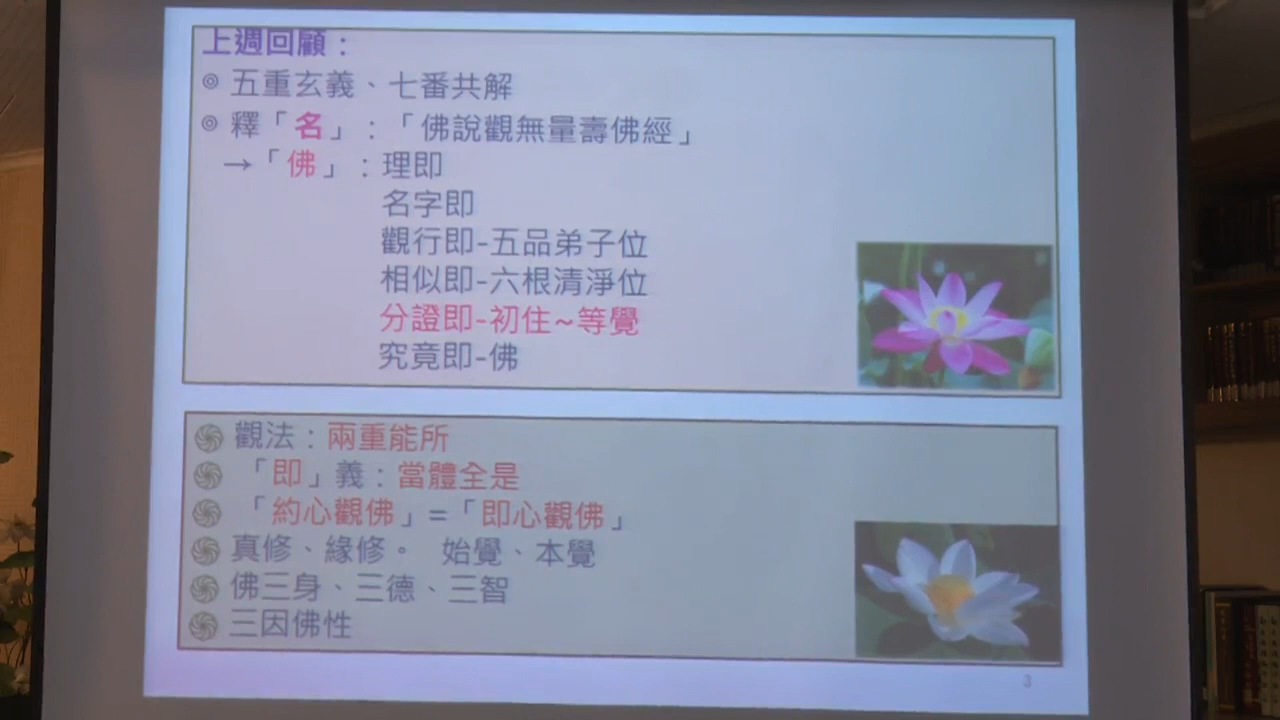 上週回顧：
◎ 五重玄義、七番共解
◎ 釋「名」：「佛說觀無量壽佛經」
→「佛」：理即
名字即
觀行即-五品弟子位
相似即-六根清淨位
分證即-初住~等覺
究竟即-佛
觀法：兩重能所
「即」義：當體全是
「約心觀佛」=「即心觀佛」
真修、緣修。 始覺、本覺
佛三身、三德、三智
三因佛性
3